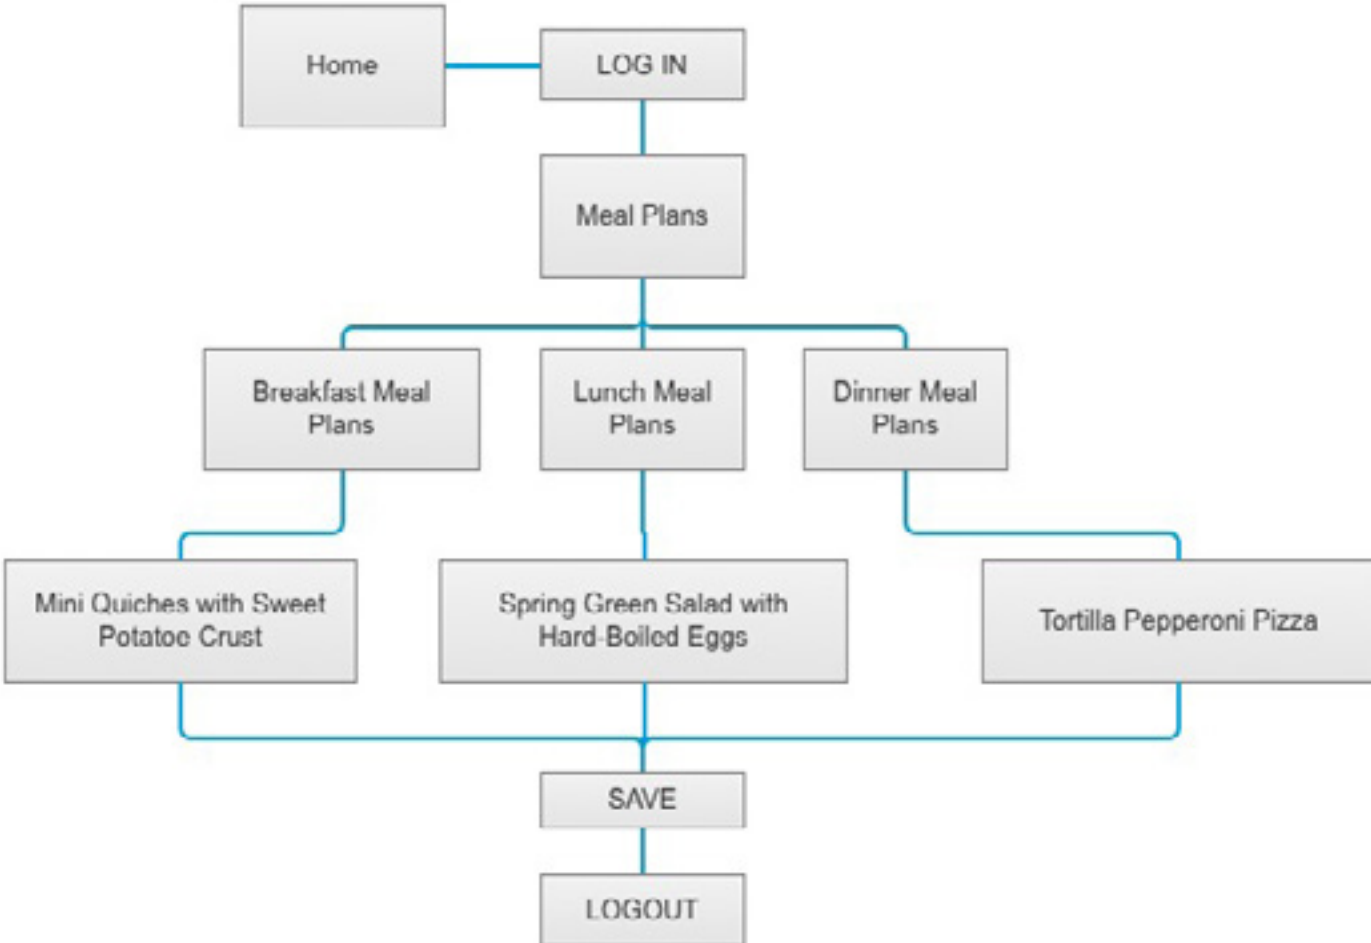 Home
LOG IN
Meal Plans
Breakfast Meal
Plans
Lunch Meal
Plans
Dinner Meal
Plans
Mini Quiches with Sweet
Potatoe Crust
Spring Green Salad with
Hard-Boiled Eggs
Tortilla Pepperoni Pizza
SAVE
LOGOUT